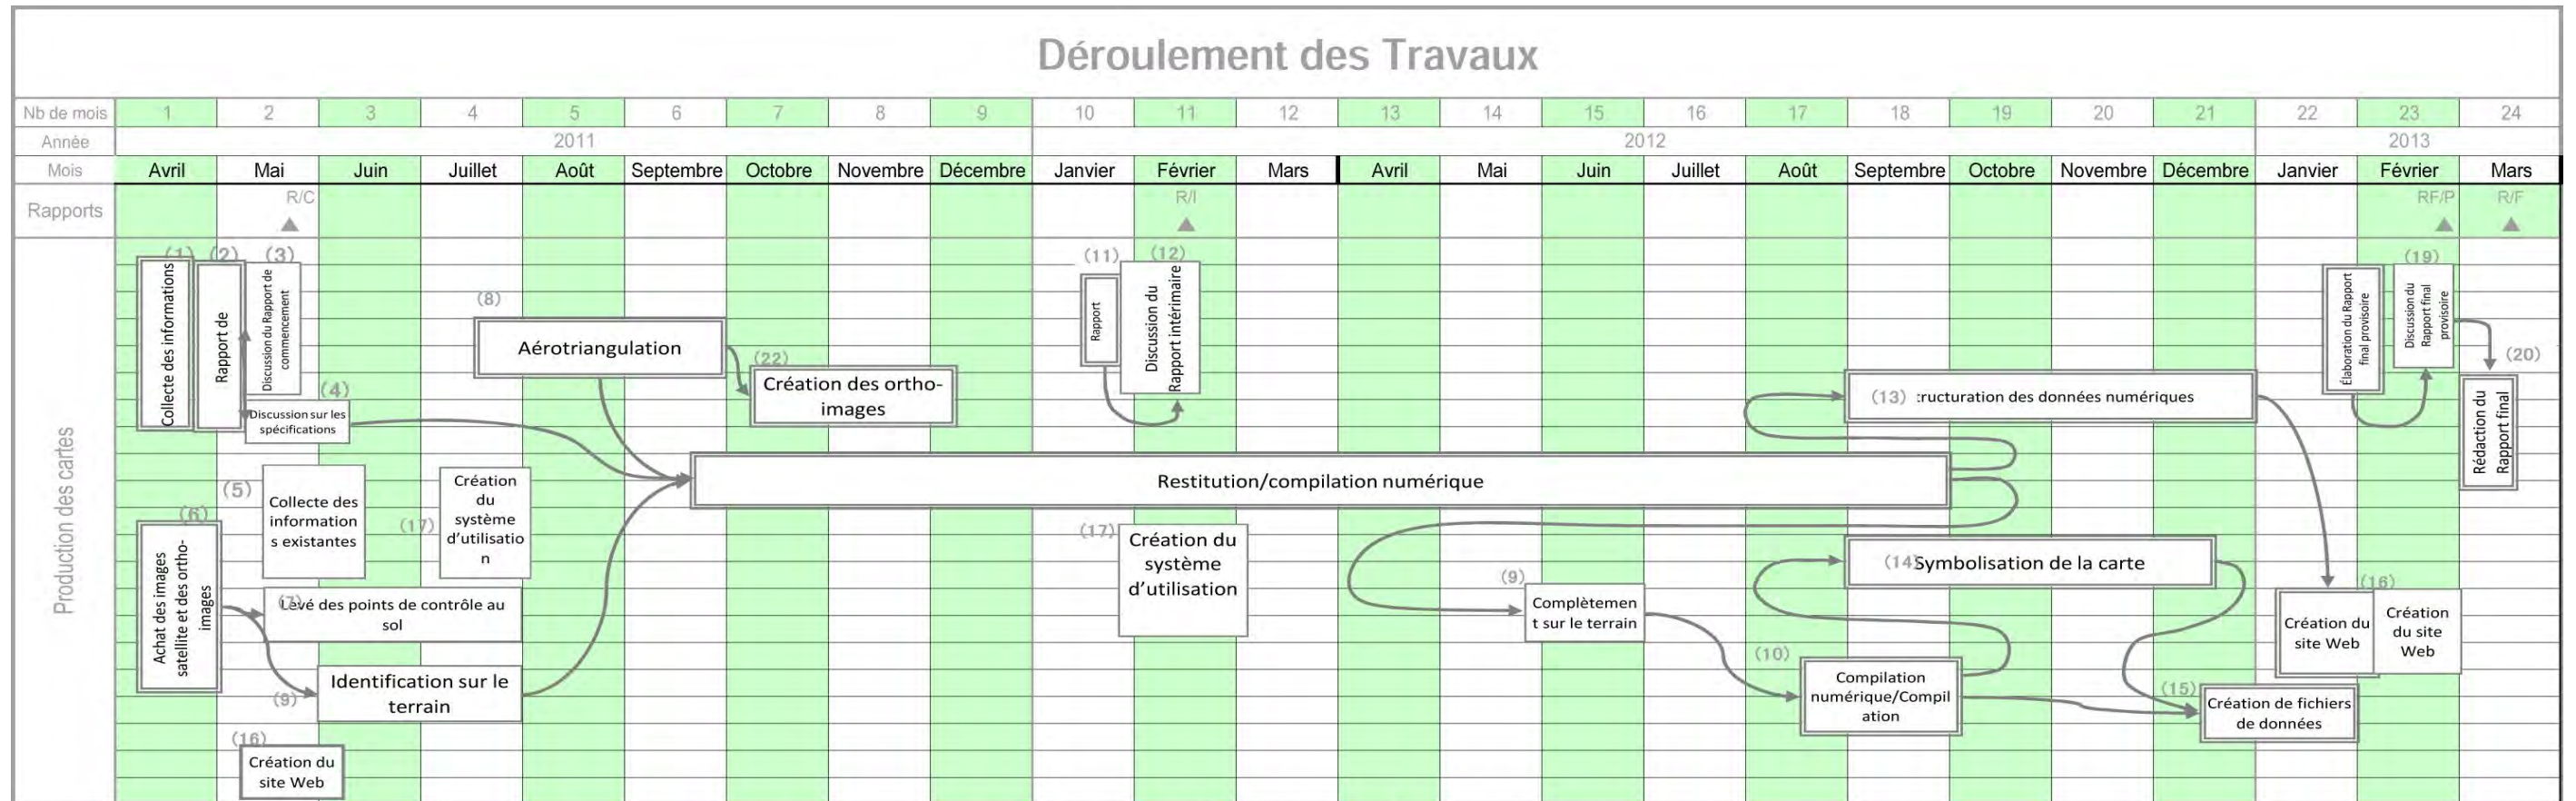 Déroulement des Travaux
Nb de mois 1 2 3 4 5 6 7 8 9 10 11 12 13 14 15 16 17 18 19 20 21 22 23 24
Année 2011 2012 2013
Mois Avril Mai Juin Juillet Août Septembre Octobre Novembre Décembre Janvier Février Mars Avril Mai Juin Juillet Août Septembre Octobre Novembre Décembre Janvier Février Mars
Rapports R/C R/I RF/P R/F
Production des cartes
(1)
Collecte des informations
(2)
Rapport de
(3)
Discussion du Rapport de
commencement
(4)
Discussion sur les
spécifications
(5)
Collecte des
information
s existantes
(6)
Achat des images
satellite et des ortho-
images
(7)
Levé des points de contrôle au
sol
(9)
Identification sur le
terrain
(16)
Création du
site Web
(17)
Création
du
système
d'utilisatio
n
(8)
Aérotriangulation
(22)
Création des ortho-
images
(11)
Rapport
(12)
Discussion du
Rapport intérimaire
Restitution/compilation numérique
(17)
Création du
système
d'utilisation
(9)
Complètemen
t sur le terrain
(10)
Compilation
numérique/Compil
ation
(13) tructuration des données numériques
(14) Symbolisation de la carte
(15)
Création de fichiers
de données
Élaboration du Rapport
final provisoire
(19)
Discussion du
Rapport final
provisoire
(20)
Rédaction du
Rapport final
(16)
Création du
site Web
Création
du site
Web